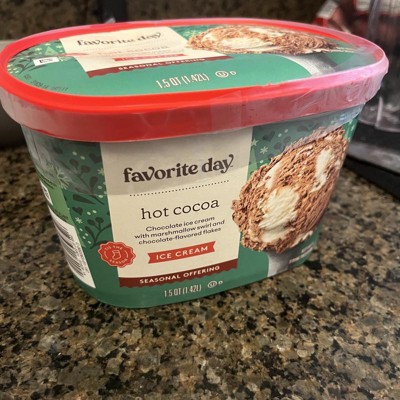 favorite day
SEASONAL OFFERING
1.5 QT (1.42L)
favorite day
hot cocoa
Chocolate ice cream
with marshmallow swirl and
chocolate-flavored flakes
ICE CREAM
SEASONAL OFFERING
1.5 QT (1.42L)